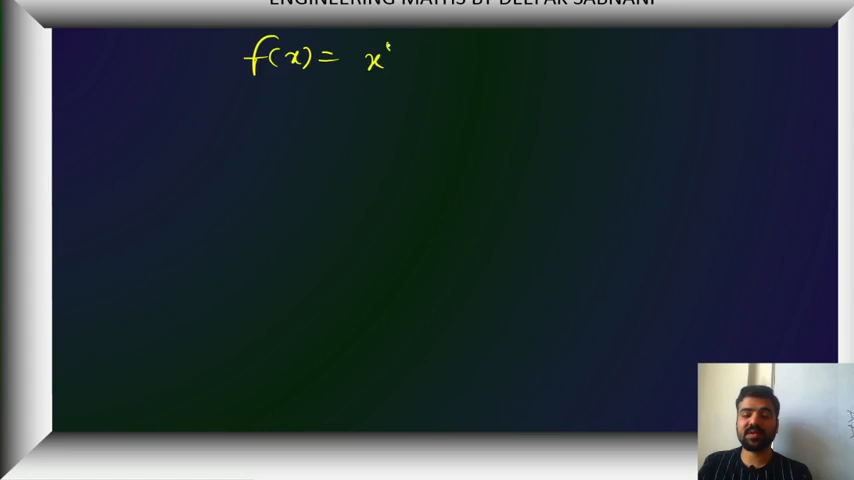 ENGINEERING MATHS BY DEEPAK SABNANI
f(x) = x